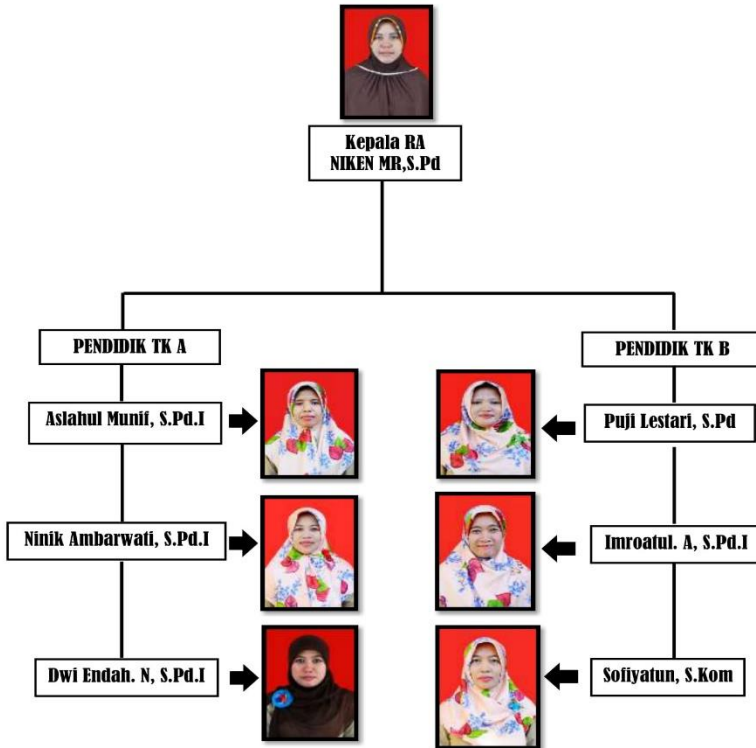 Kepala RA
NIKEN MR,S.Pd
PENDIDIK TK A
PENDIDIK TK B
Aslahul Munif, S.Pd.I
Puji Lestari, S.Pd
Ninik Ambarwati, S.Pd.I
Imroatul. A, S.Pd.I
Dwi Endah. N, S.Pd.I
Sofiyatun, S.Kom